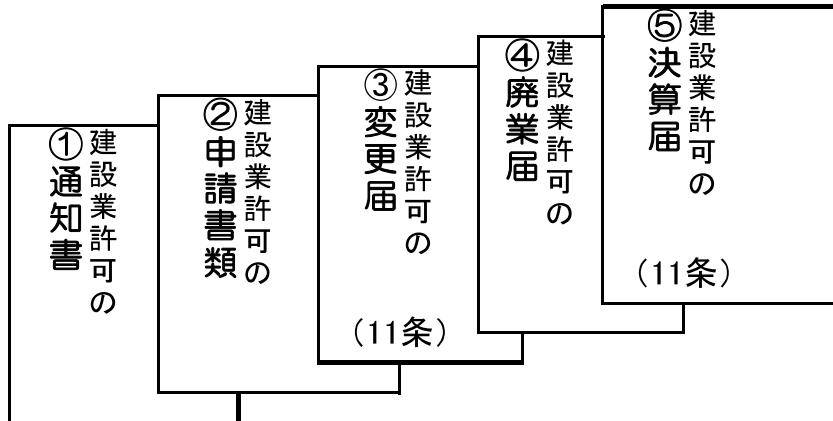 建設業許可の
①通知書
建設業許可の
②申請書類
建設業許可の
③変更届
（11条）
建設業許可の
④廃業届
建設業許可の
⑤決算届
（11条）